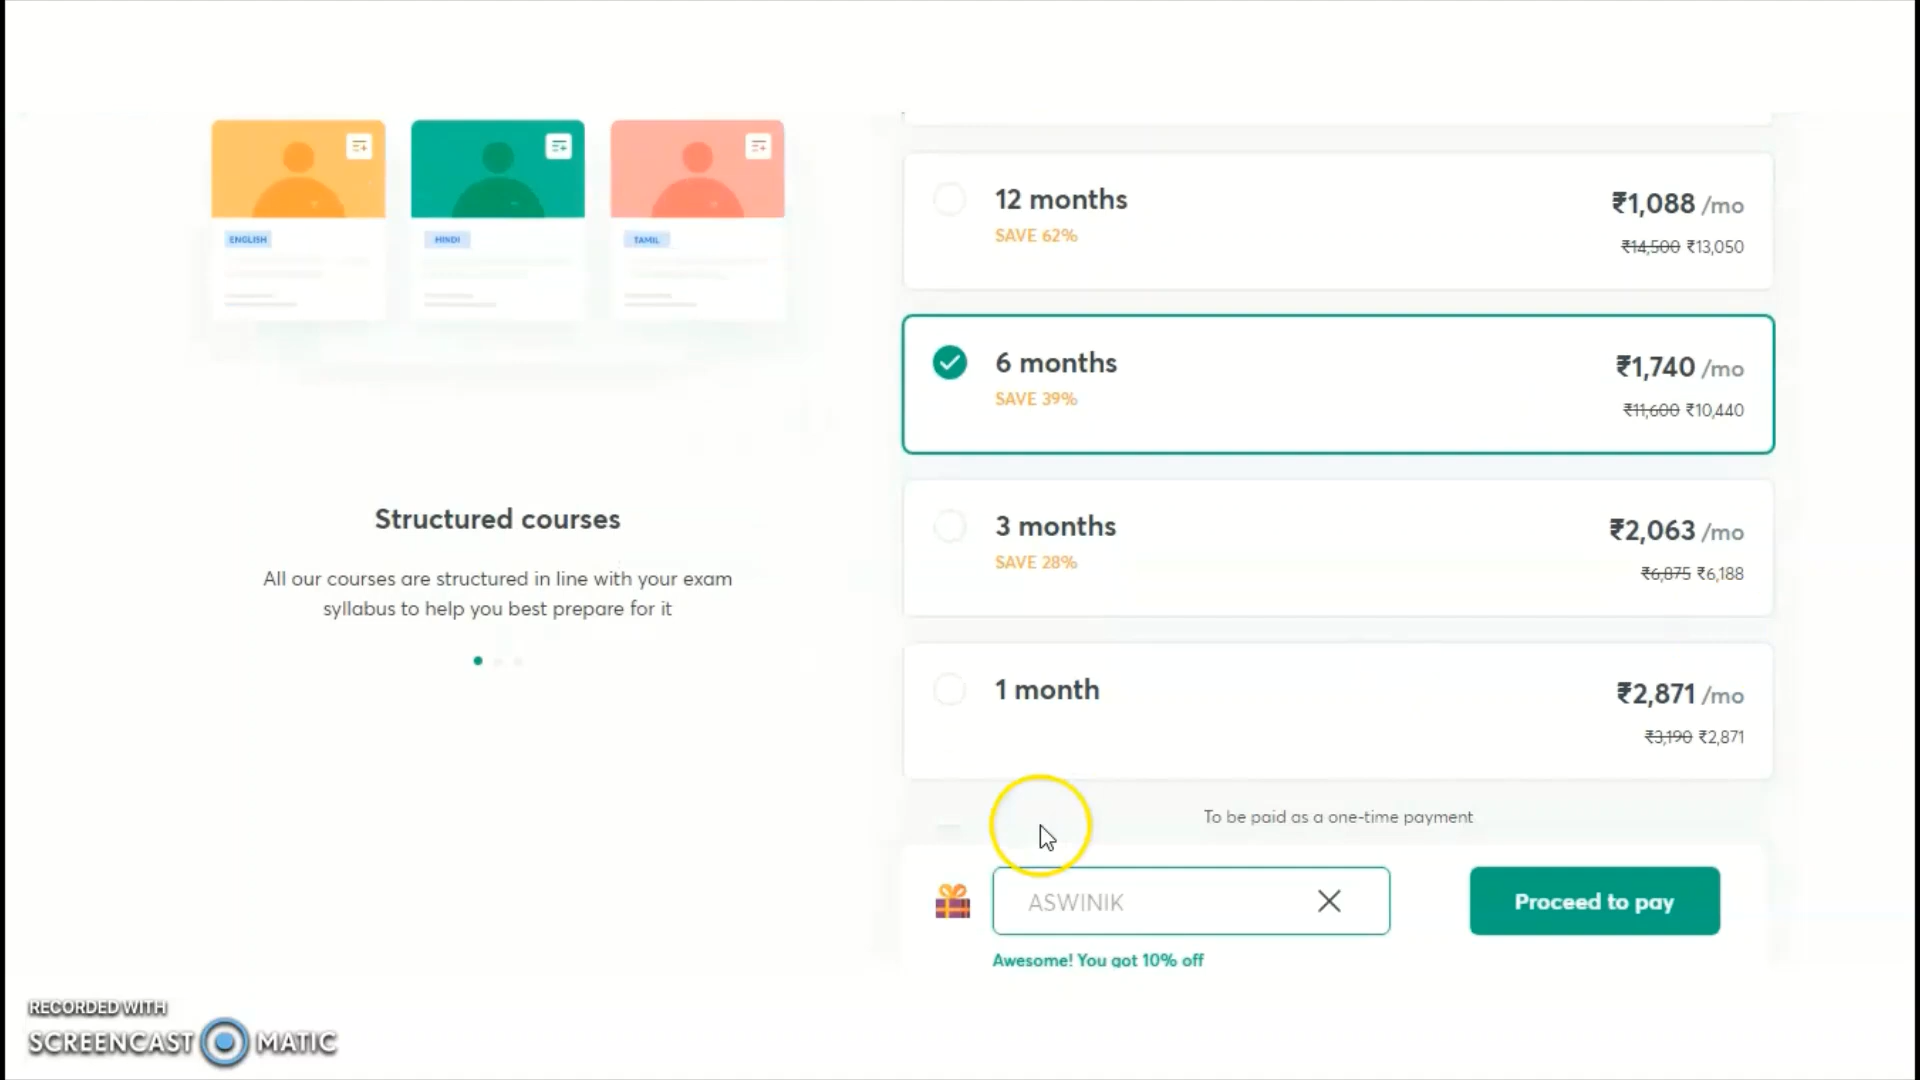 ENGLISH
HINDI
TAMIL
Structured courses
All our courses are structured in line with your exam
syllabus to help you best prepare for it
12 months
₹1,088 /mo
SAVE 62%
₹14,500 ₹13,050
6 months
₹1,740 /mo
SAVE 39%
₹11,600 ₹10,440
3 months
₹2,063 /mo
SAVE 28%
₹6,875 ₹6,188
1 month
₹2,871 /mo
₹3,190 ₹2,871
To be paid as a one-time payment
ASWINIK
Proceed to pay
Awesome! You got 10% off
RECORDED WITH
SCREENCAST MATIC